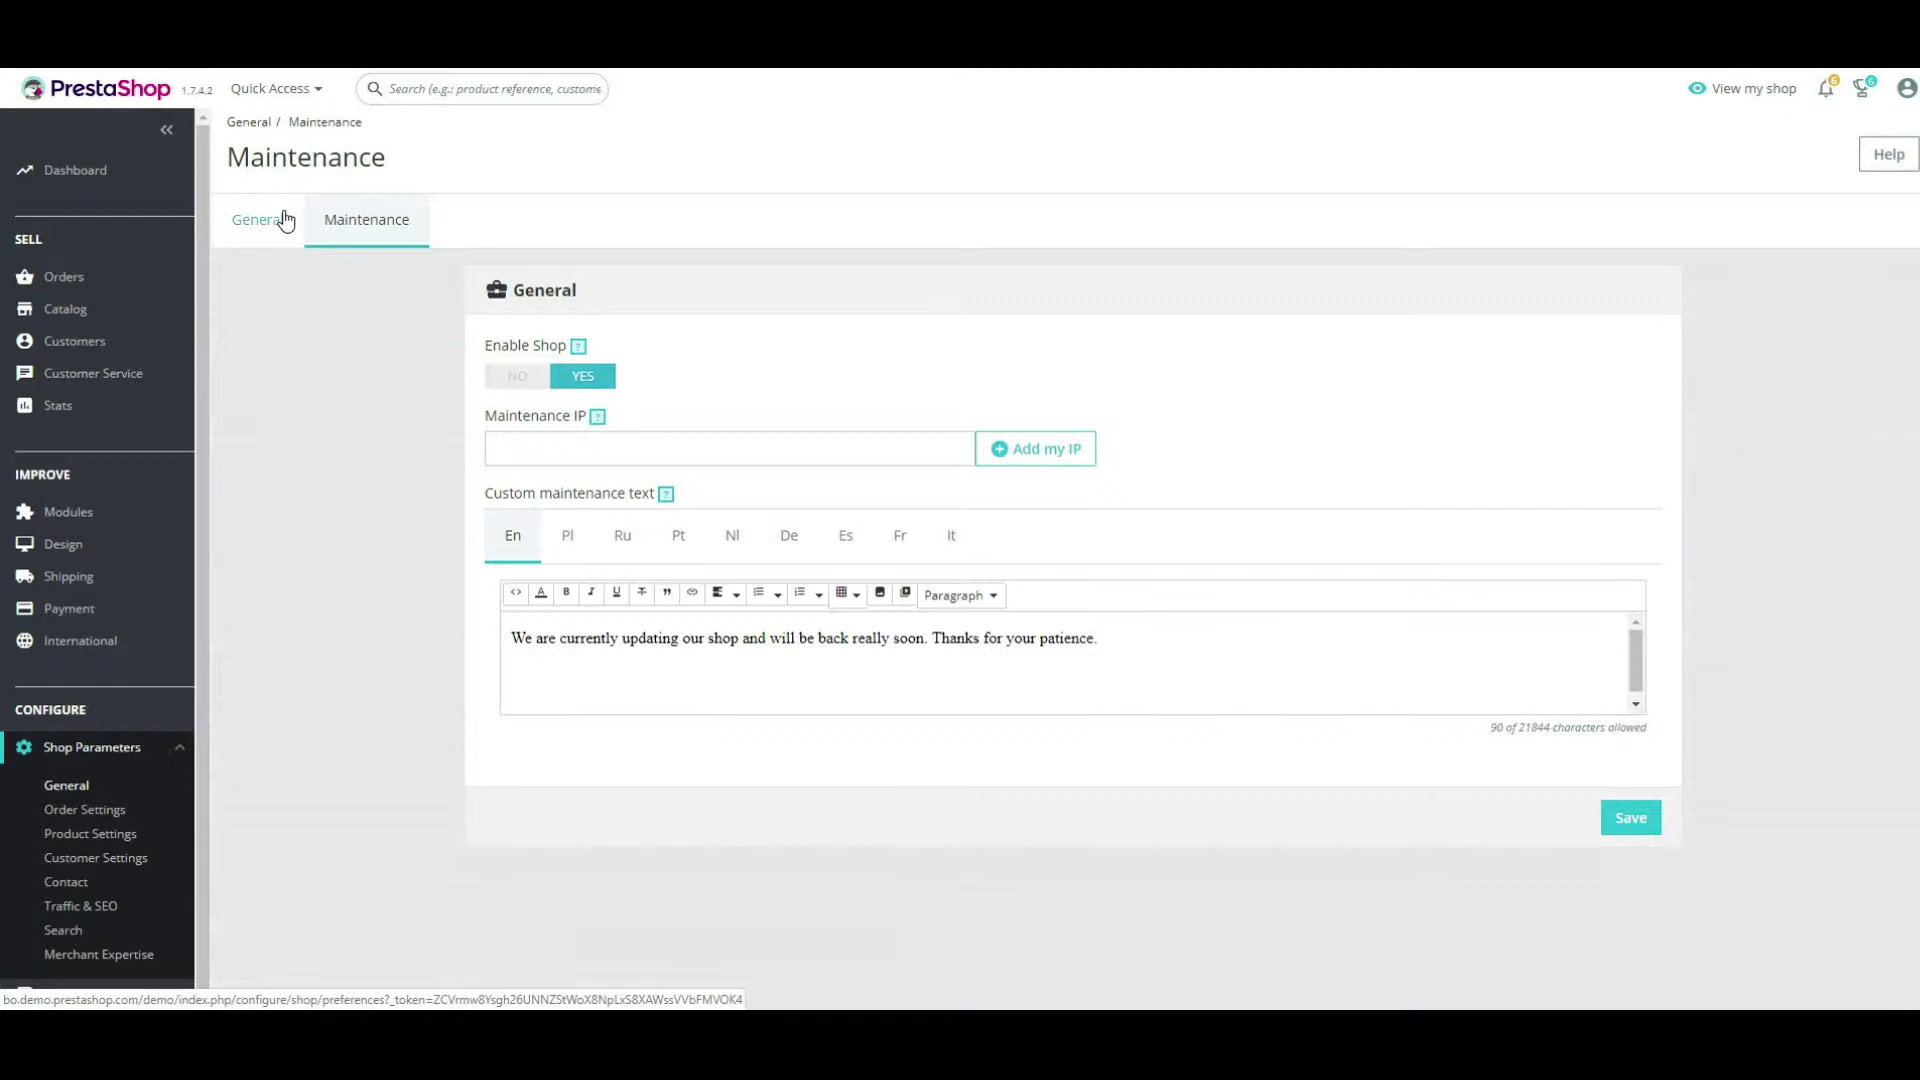 PrestaShop 1.7.4.2 Quick Access Search (e.g.: product reference, custome View my shop 6 6
General / Maintenance
Maintenance
Help
General Maintenance
Dashboard
SELL
Orders
Catalog
Customers
Customer Service
Stats
IMPROVE
Modules
Design
Shipping
Payment
International
CONFIGURE
Shop Parameters
General
Order Settings
Product Settings
Customer Settings
Contact
Traffic & SEO
Search
Merchant Expertise
General
Enable Shop ?
NO YES
Maintenance IP ?
Add my IP
Custom maintenance text ?
En Pl Ru Pt Nl De Es Fr It
Paragraph
We are currently updating our shop and will be back really soon. Thanks for your patience.
90 of 21844 characters allowed
Save
bo.demo.prestashop.com/demo/index.php/configure/shop/preferences?_token=ZCVrmw8Ysgh26UNNZStWoX8NpLxS8XAWssVVbFMVOK4